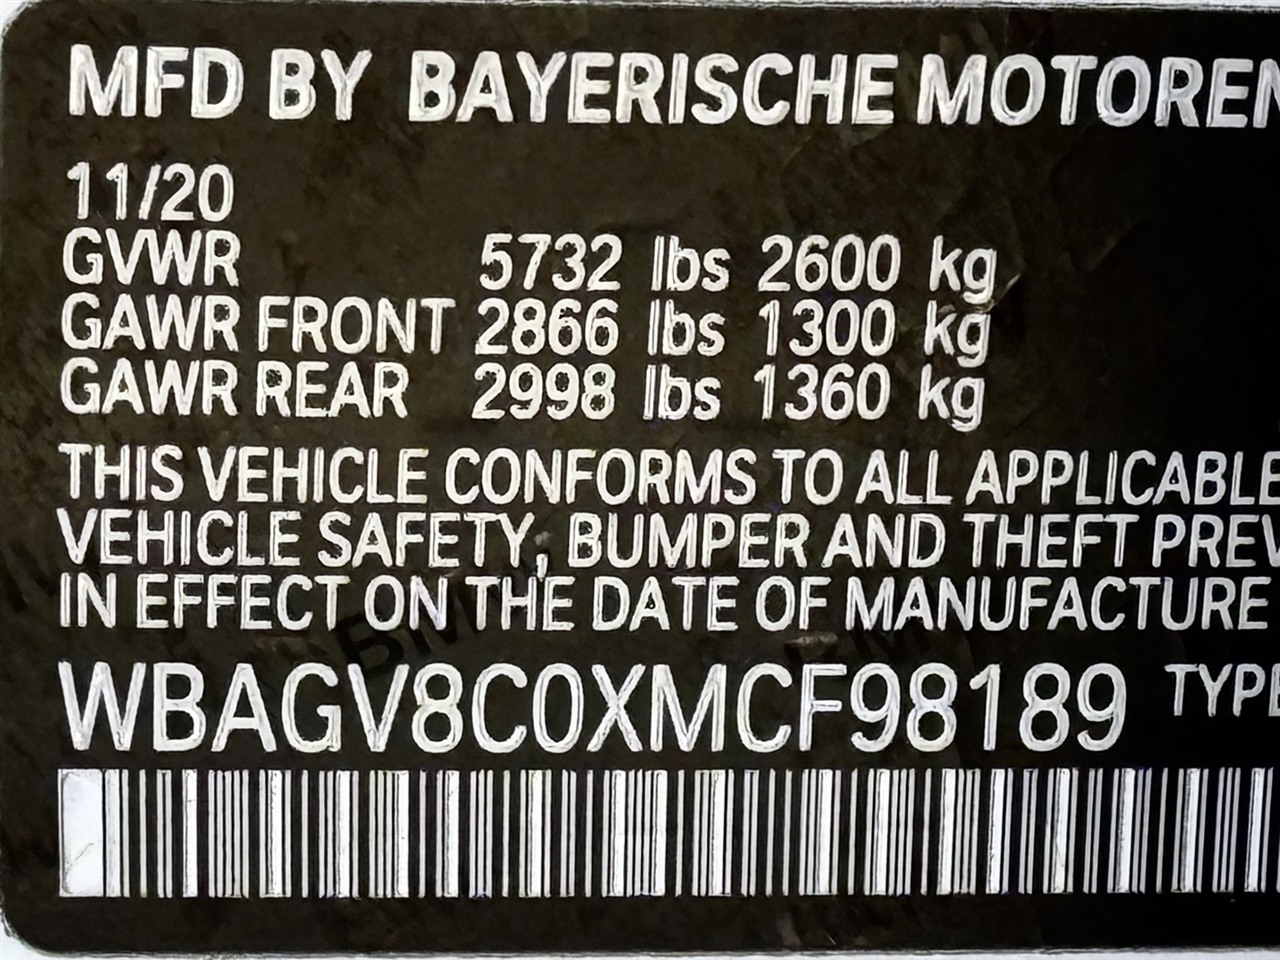 MFD BY BAYERISCHE MOTOREN
11/20
GVWR 5732 lbs 2600 kg
GAWR FRONT 2866 lbs 1300 kg
GAWR REAR 2998 lbs 1360 kg
THIS VEHICLE CONFORMS TO ALL APPLICABLE
VEHICLE SAFETY, BUMPER AND THEFT PREV
IN EFFECT ON THE DATE OF MANUFACTURE
WBAGV8C0XMCF98189 TYPE